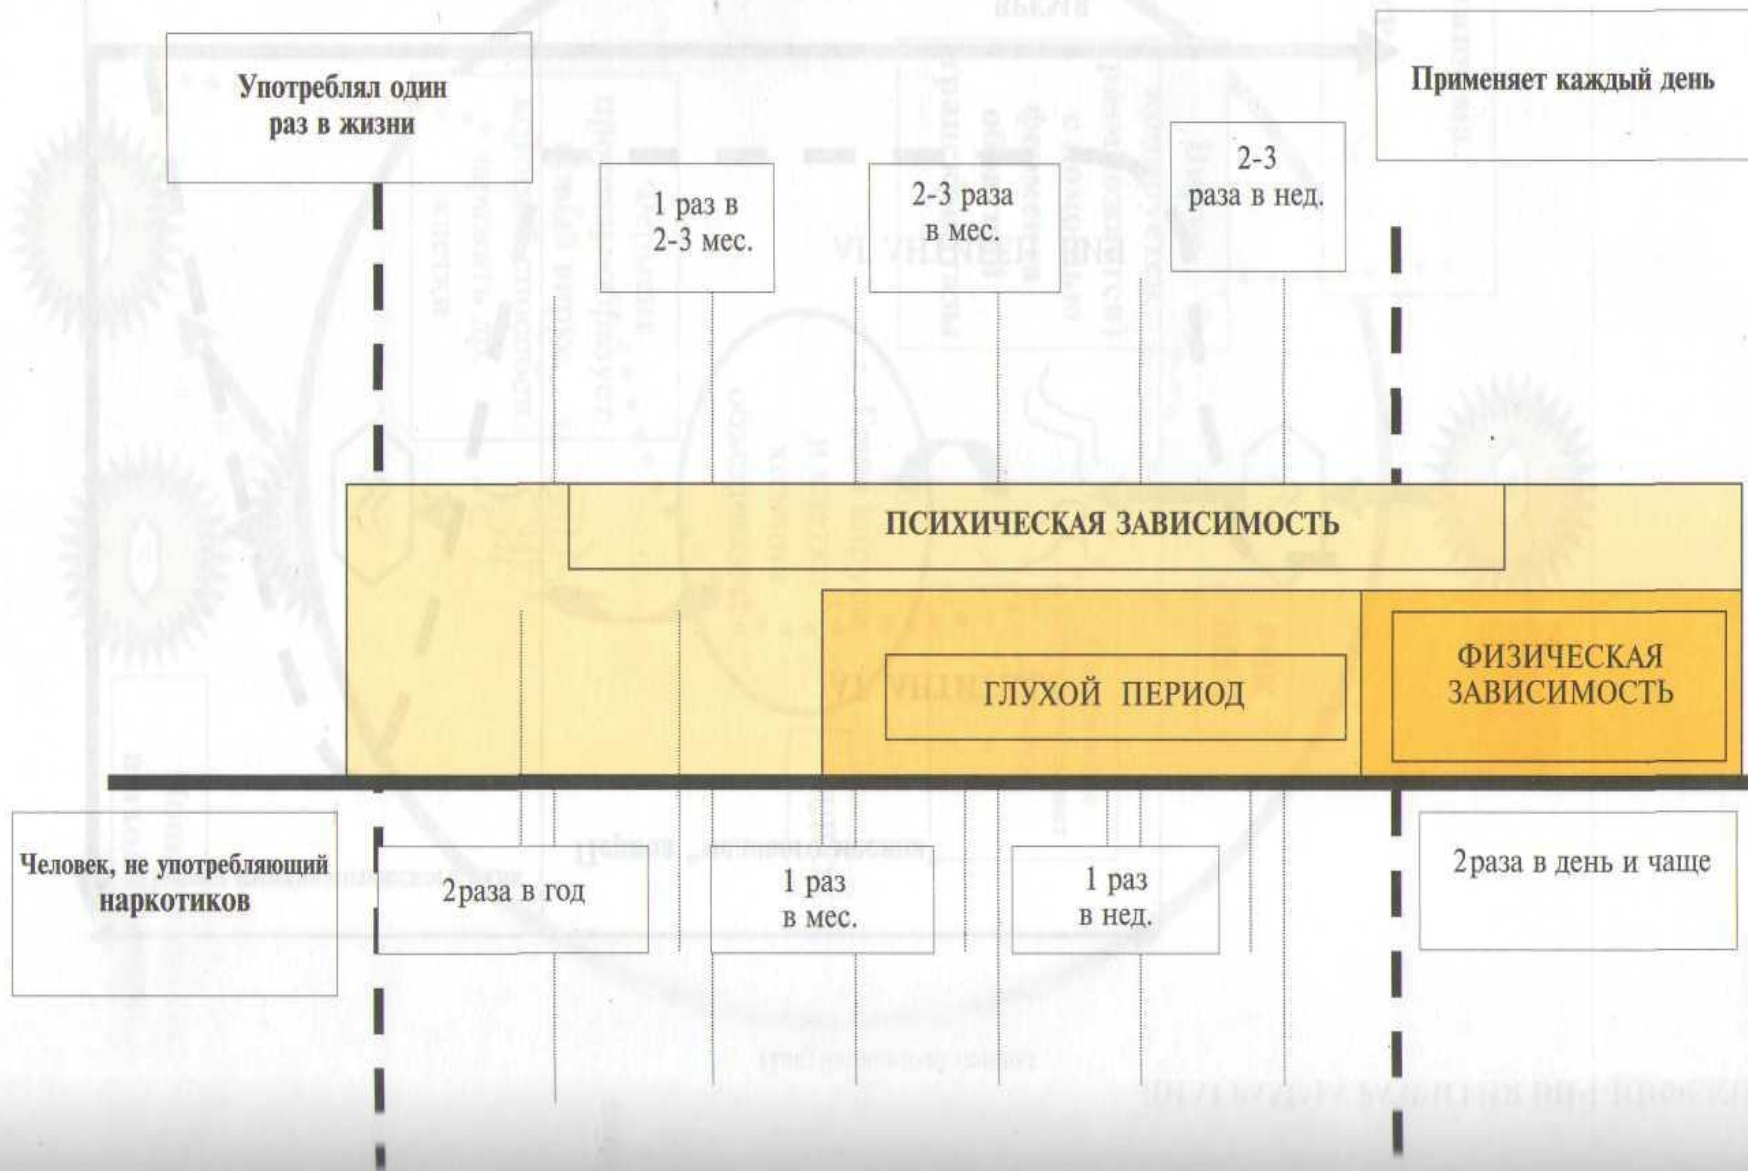 Употреблял один
раз в жизни
Применяет каждый день
1 раз в
2-3 мес.
2-3 раза
в мес.
2-3
раза в нед.
ПСИХИЧЕСКАЯ ЗАВИСИМОСТЬ
ГЛУХОЙ ПЕРИОД
ФИЗИЧЕСКАЯ
ЗАВИСИМОСТЬ
Человек, не употребляющий
наркотиков
2раза в год
1 раз
в мес.
1 раз
в нед.
2раза в день и чаще